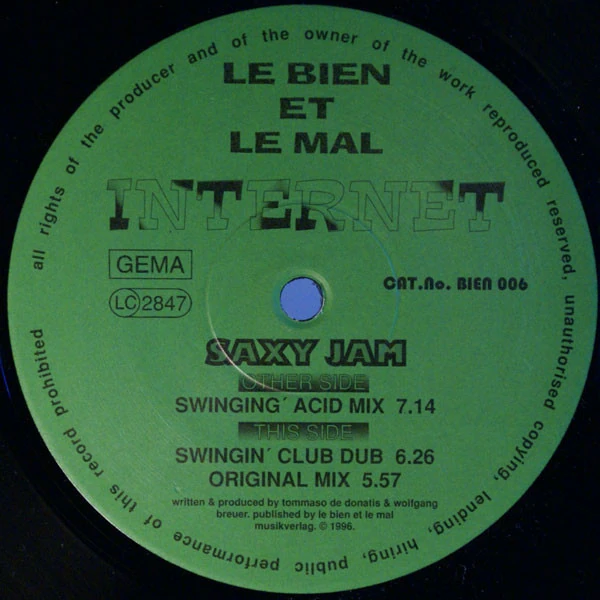 all rights of the producer and of the owner of the work reproduced reserved, unauthorised copying, lending, hiring, public performance of this record prohibited
LE BIEN
ET
LE MAL
INTERNET
GEMA
LC 2847
CAT.No. BIEN 006
SAXY JAM
OTHER SIDE
SWINGING´ ACID MIX 7.14
THIS SIDE
SWINGIN´ CLUB DUB 6.26
ORIGINAL MIX 5.57
written & produced by tommaso de donatis & wolfgang
breuer. published by le bien et le mal
musikverlag. © 1996.